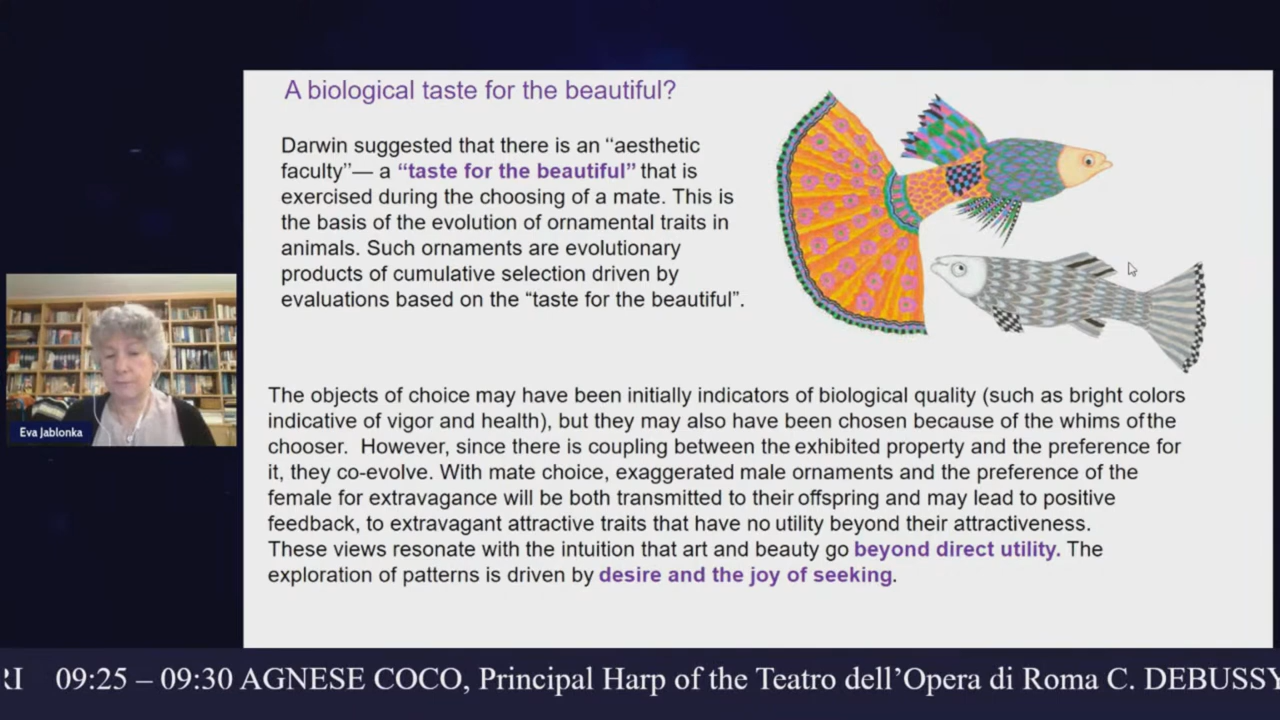 A biological taste for the beautiful?
Darwin suggested that there is an “aesthetic
faculty”— a “taste for the beautiful” that is
exercised during the choosing of a mate. This is
the basis of the evolution of ornamental traits in
animals. Such ornaments are evolutionary
products of cumulative selection driven by
evaluations based on the “taste for the beautiful”.
The objects of choice may have been initially indicators of biological quality (such as bright colors
indicative of vigor and health), but they may also have been chosen because of the whims of the
chooser. However, since there is coupling between the exhibited property and the preference for
it, they co-evolve. With mate choice, exaggerated male ornaments and the preference of the
female for extravagance will be both transmitted to their offspring and may lead to positive
feedback, to extravagant attractive traits that have no utility beyond their attractiveness.
These views resonate with the intuition that art and beauty go beyond direct utility. The
exploration of patterns is driven by desire and the joy of seeking.
Eva Jablonka
RI 09:25 – 09:30 AGNESE COCO, Principal Harp of the Teatro dell’Opera di Roma C. DEBUSSY